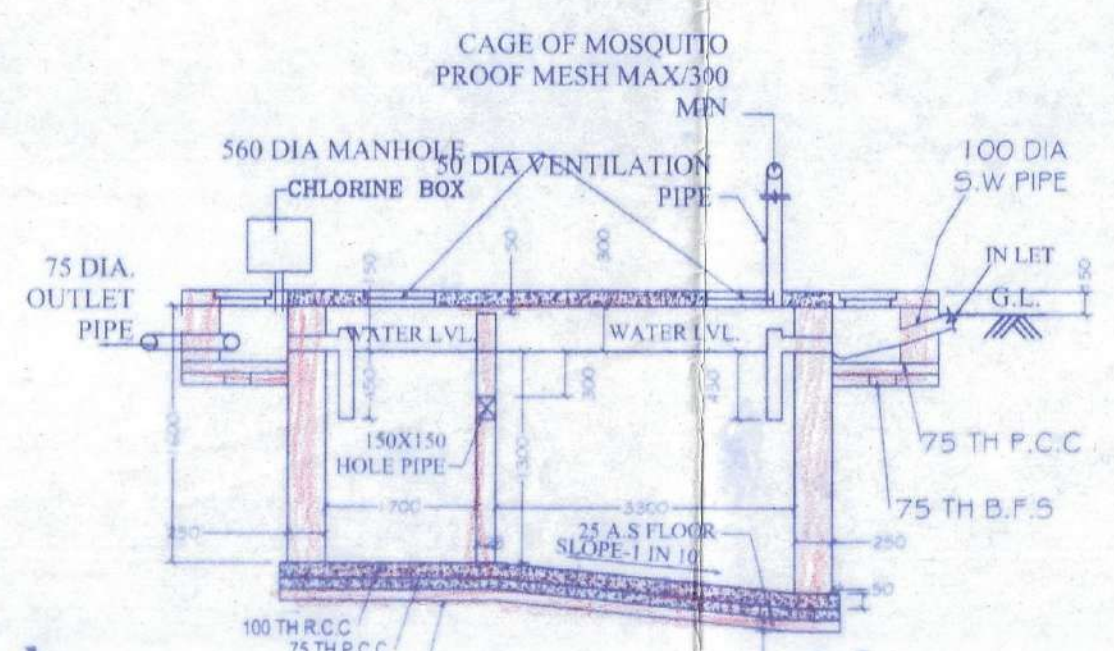 CAGE OF MOSQUITO
PROOF MESH MAX/300
MIN
560 DIA MANHOLE
50 DIA VENTILATION
PIPE
CHLORINE BOX
100 DIA
S.W PIPE
75 DIA.
OUTLET
PIPE
IN LET
G.L.
150
150
50
300
WATER LVL.
WATER LVL.
450
300
450
150X150
HOLE PIPE
1300
75 TH P.C.C
75 TH B.F.S
1700
3300
250
250
25 A.S FLOOR
SLOPE-1 IN 10
50
100 TH R.C.C
75 TH P.C.C